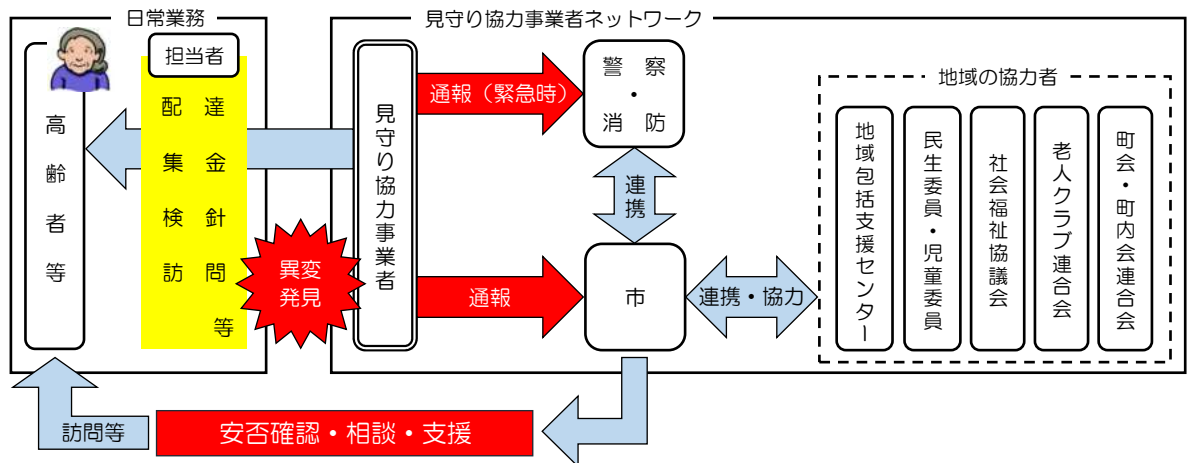 日常業務
高齢者等
担当者
配達
集金
検針
訪問
等
異変
発見
見守り協力事業者ネットワーク
見守り協力事業者
通報（緊急時）
警察
・
消防
連携
通報
市
連携・協力
地域の協力者
地域包括支援センター
民生委員・児童委員
社会福祉協議会
老人クラブ連合会
町会・町内会連合会
安否確認・相談・支援
訪問等